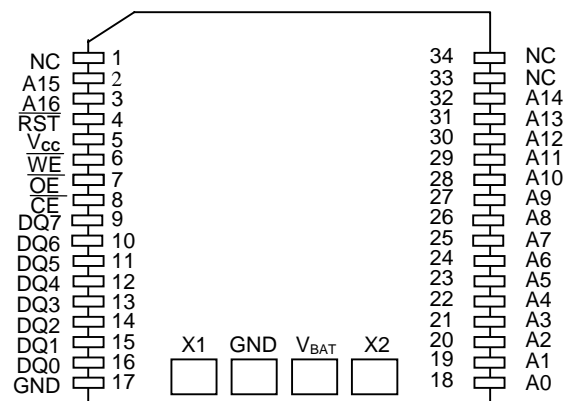 NC 1 34 NC
A15 2 33 NC
A16 3 32 A14
RST 4 31 A13
Vcc 5 30 A12
WE 6 29 A11
OE 7 28 A10
CE 8 27 A9
DQ7 9 26 A8
DQ6 10 25 A7
DQ5 11 24 A6
DQ4 12 23 A5
DQ3 13 22 A4
DQ2 14 21 A3
DQ1 15 20 A2
DQ0 16 19 A1
GND 17 18 A0
X1 GND VBAT X2